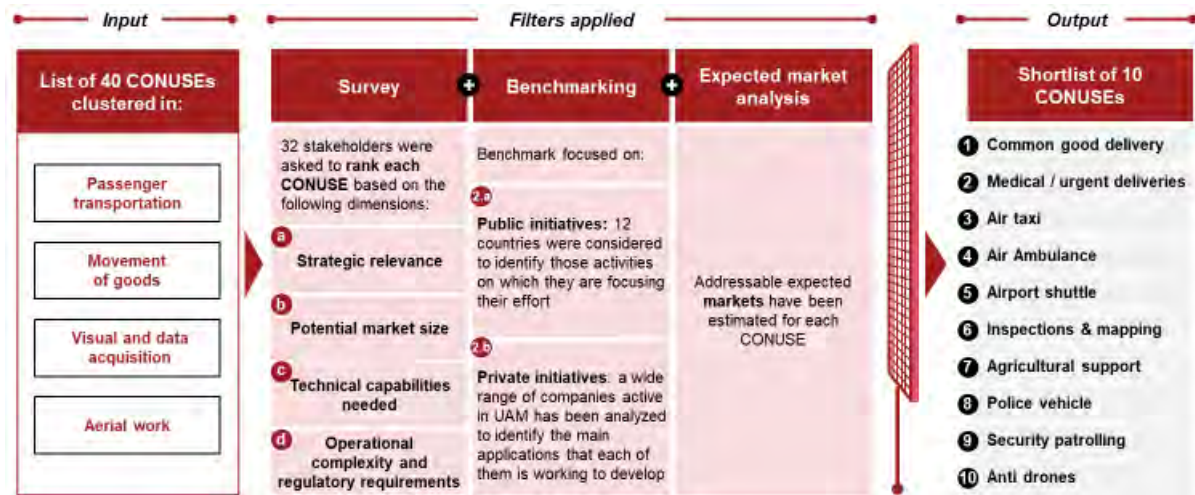 Input
Filters applied
Output
List of 40 CONUSEs
clustered in:
Passenger
transportation
Movement
of goods
Visual and data
acquisition
Aerial work
Survey
32 stakeholders were
asked to rank each
CONUSE based on the
following dimensions:
a
Strategic relevance
b
Potential market size
c
Technical capabilities
needed
d
Operational
complexity and
regulatory requirements
+
Benchmarking
Benchmark focused on:
2.a
Public initiatives: 12
countries were considered
to identify those activities
on which they are focusing
their effort
2.b
Private initiatives: a wide
range of companies active
in UAM has been analyzed
to identify the main
applications that each of
them is working to develop
+
Expected market
analysis
Addressable expected
markets have been
estimated for each
CONUSE
Shortlist of 10
CONUSEs
1 Common good delivery
2 Medical / urgent deliveries
3 Air taxi
4 Air Ambulance
5 Airport shuttle
6 Inspections & mapping
7 Agricultural support
8 Police vehicle
9 Security patrolling
10 Anti drones